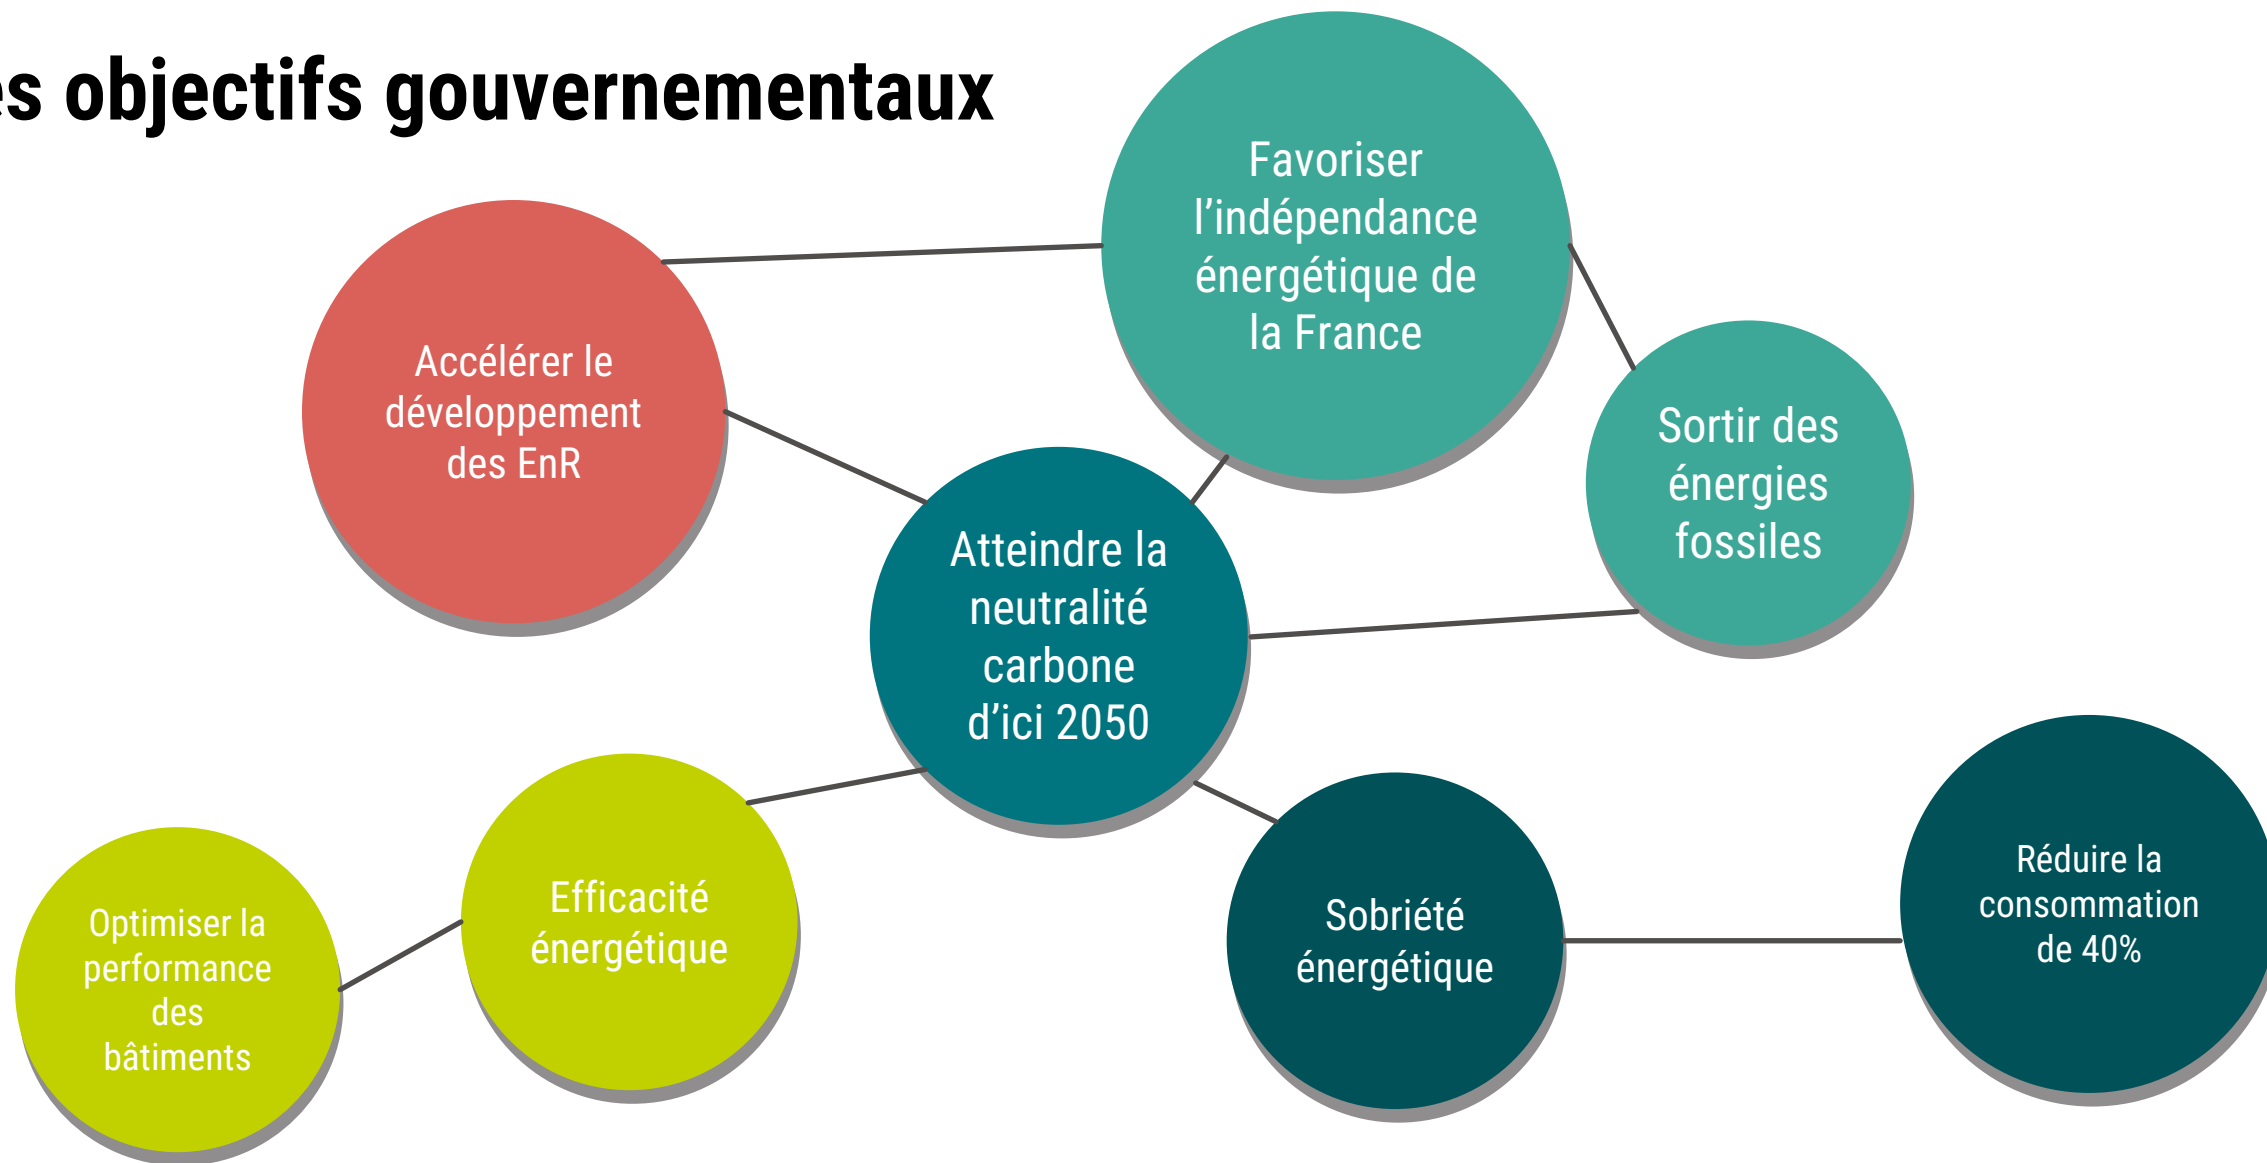 es objectifs gouvernementaux
Favoriser
l’indépendance
énergétique de
la France
Accélérer le
développement
des EnR
Sortir des
énergies
fossiles
Atteindre la
neutralité
carbone
d’ici 2050
Efficacité
énergétique
Optimiser la
performance
des
bâtiments
Sobriété
énergétique
Réduire la
consommation
de 40%